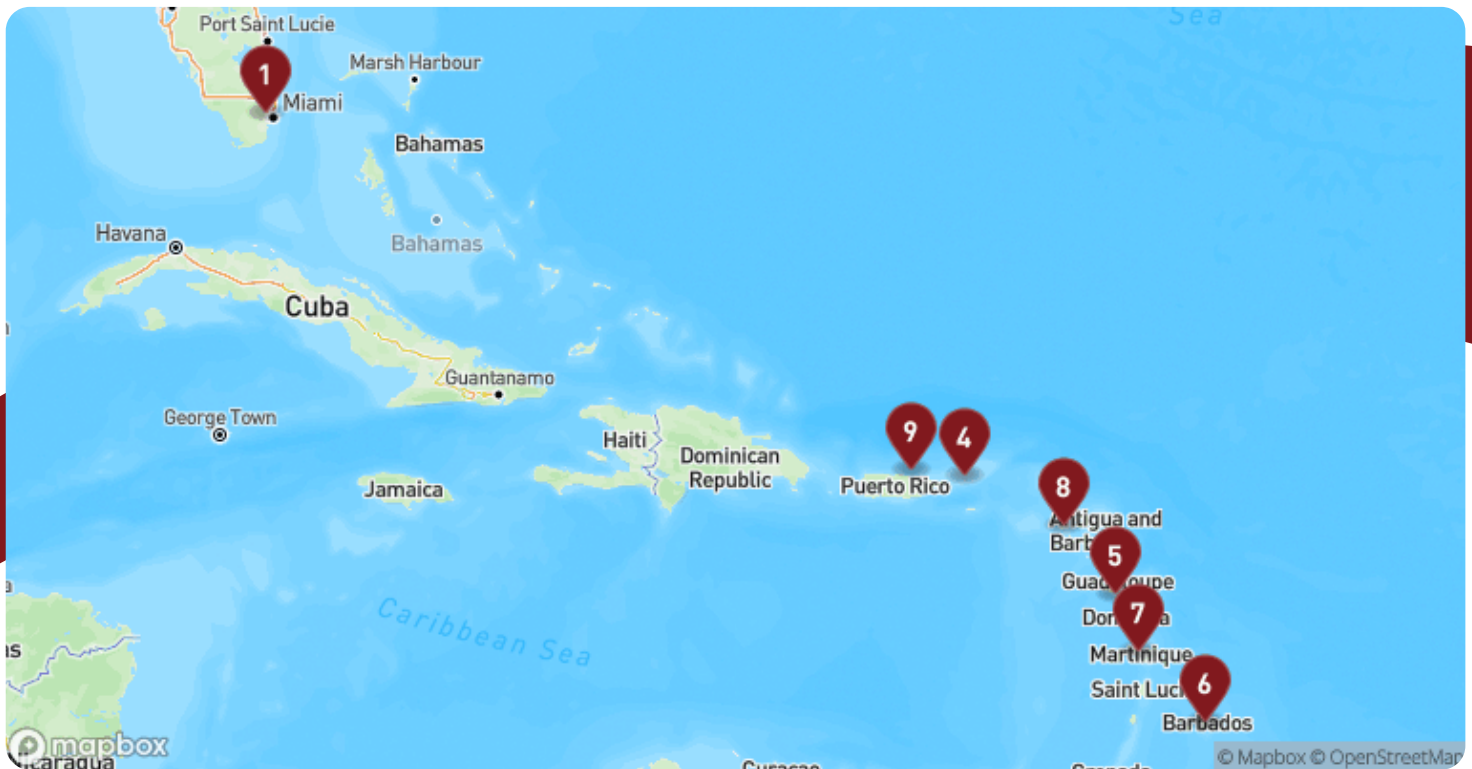 Sea
Port Saint Lucie
Marsh Harbour
1
Miami
Bahamas
Havana
Bahamas
Cuba
Guantanamo
George Town
Haiti
Dominican
Republic
9
4
Puerto Rico
Jamaica
8
Antigua and
Barb
5
Guadeloupe
Caribbean Sea
7
Martinique
6
Saint Luci
Barbados
mapbox
© Mapbox © OpenStreetMap